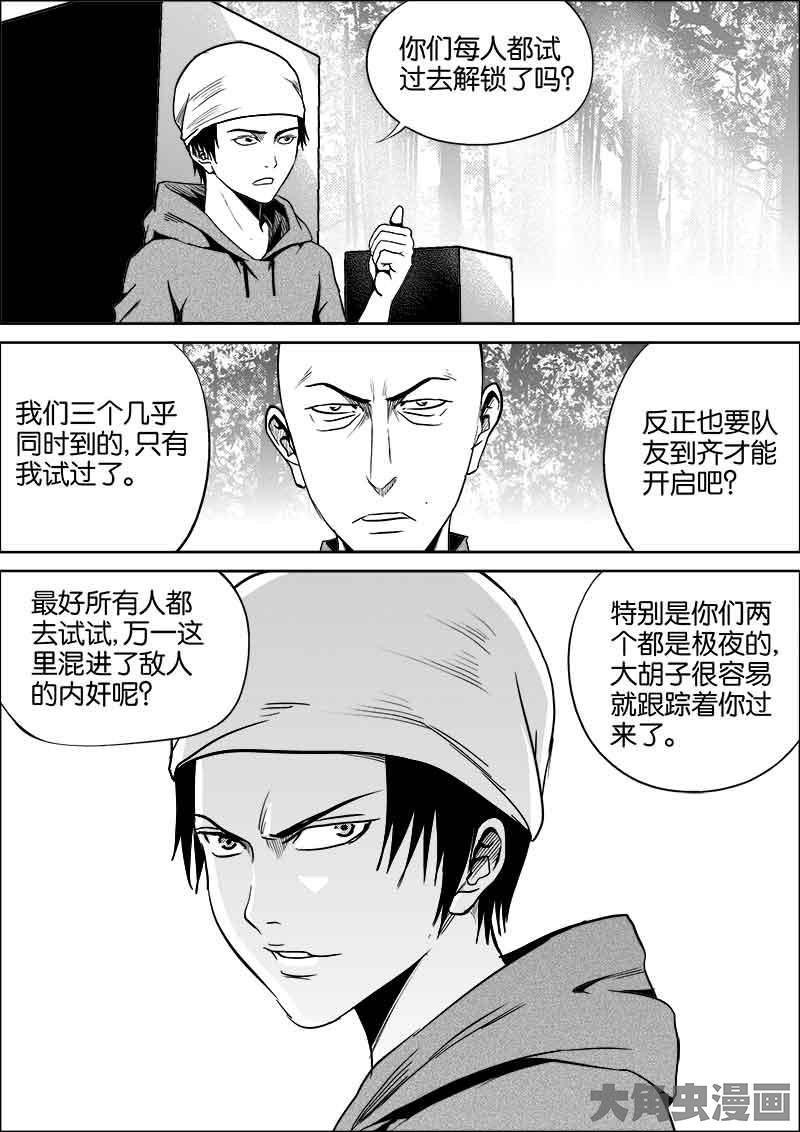 你们每人都试
过去解锁了吗?
我们三个几乎
同时到的,只有
我试过了。
反正也要队
友到齐才能
开启吧?
最好所有人都
去试试,万一这
里混进了敌人
的内奸呢?
特别是你们两
个都是极夜的,
大胡子很容易
就跟踪着你过
来了。
大角虫漫画